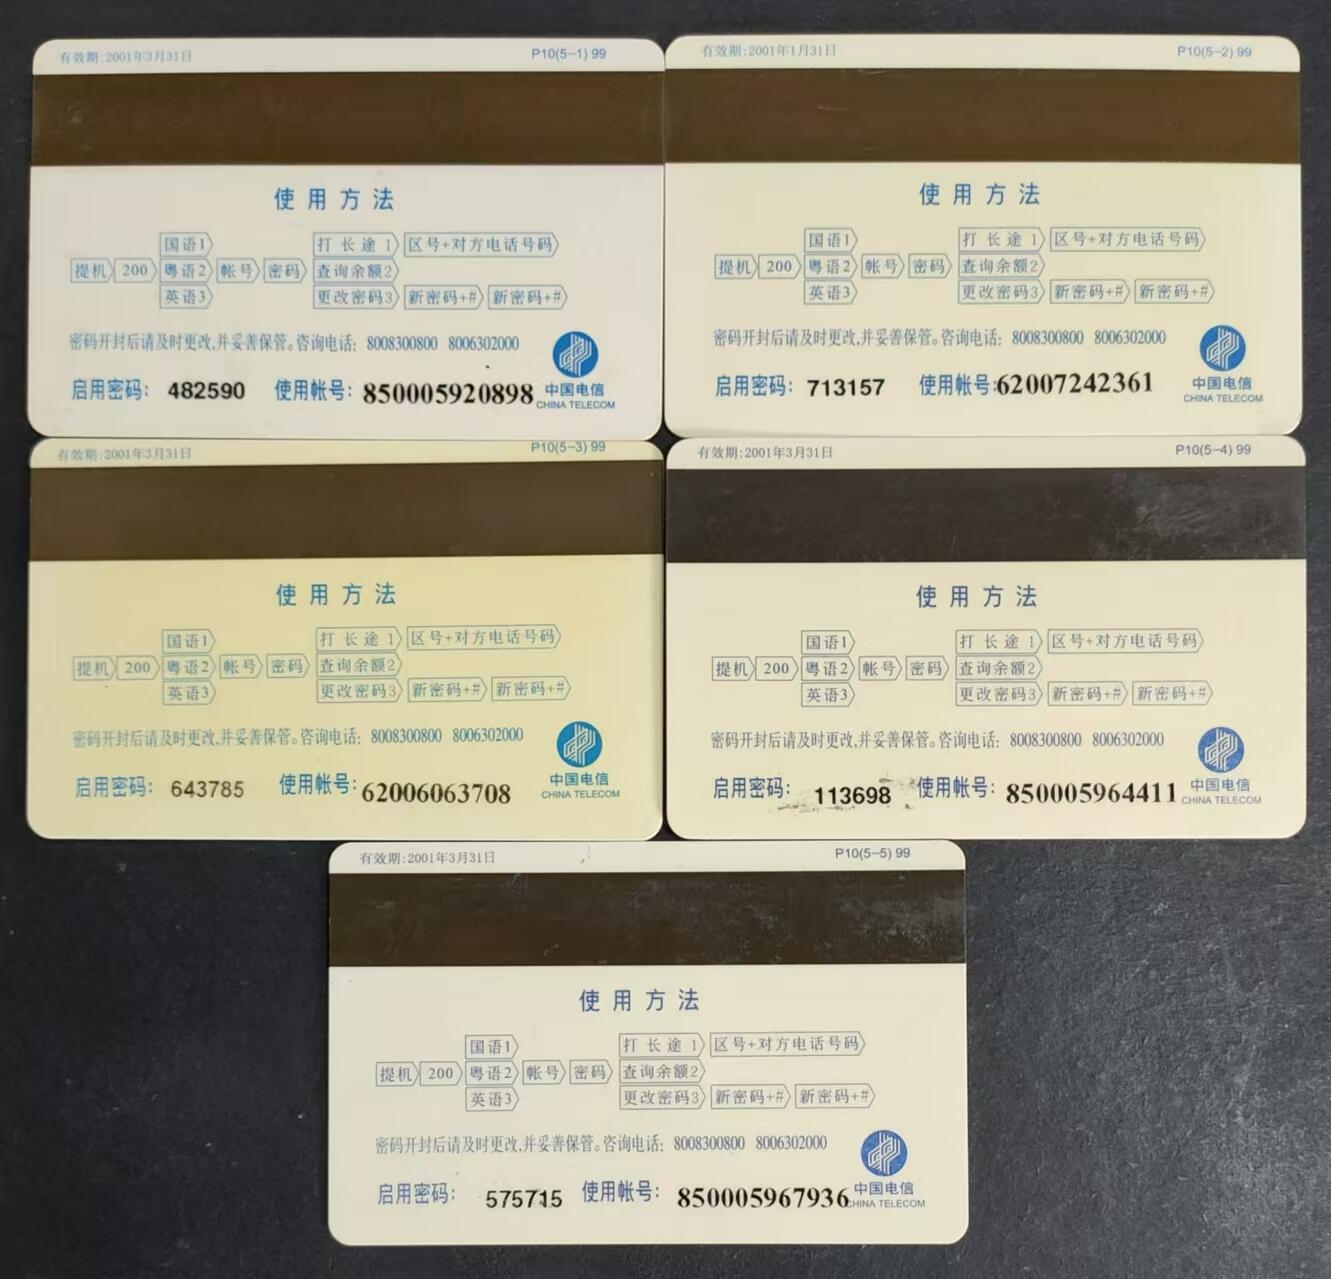 有效期:2001年3月31日 P10(5-1) 99
使用方法
国语1 打长途 1 区号+对方电话号码
提机 200 粤语2 帐号 密码 查询余额2
英语3 更改密码3 新密码+# 新密码+#
密码开封后请及时更改,并妥善保管。咨询电话: 8008300800 8006302000
启用密码: 482590 使用帐号: 850005920898
中国电信
CHINA TELECOM
有效期:2001年1月31日 P10(5-2) 99
使用方法
国语1 打长途 1 区号+对方电话号码
提机 200 粤语2 帐号 密码 查询余额2
英语3 更改密码3 新密码+# 新密码+#
密码开封后请及时更改,并妥善保管。咨询电话: 8008300800 8006302000
启用密码: 713157 使用帐号:62007242361
中国电信
CHINA TELECOM
有效期:2001年3月31日 P10(5-3) 99
使用方法
国语1 打长途 1 区号+对方电话号码
提机 200 粤语2 帐号 密码 查询余额2
英语3 更改密码3 新密码+# 新密码+#
密码开封后请及时更改,并妥善保管。咨询电话: 8008300800 8006302000
启用密码: 643785 使用帐号: 62006063708
中国电信
CHINA TELECOM
有效期:2001年3月31日 P10(5-4) 99
使用方法
国语1 打长途 1 区号+对方电话号码
提机 200 粤语2 帐号 密码 查询余额2
英语3 更改密码3 新密码+# 新密码+#
密码开封后请及时更改,并妥善保管。咨询电话: 8008300800 8006302000
启用密码: 113698 使用帐号: 850005964411
中国电信
CHINA TELECOM
有效期:2001年3月31日 P10(5-5) 99
使用方法
国语1 打长途 1 区号+对方电话号码
提机 200 粤语2 帐号 密码 查询余额2
英语3 更改密码3 新密码+# 新密码+#
密码开封后请及时更改,并妥善保管。咨询电话: 8008300800 8006302000
启用密码: 575715 使用帐号: 850005967936
中国电信
CHINA TELECOM